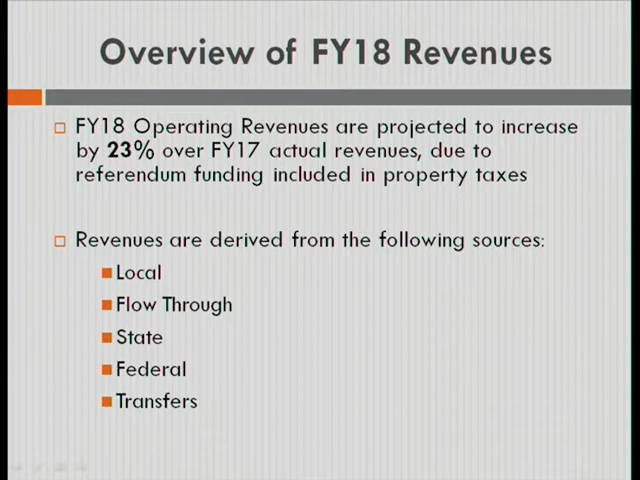 Overview of FY18 Revenues
FY18 Operating Revenues are projected to increase
by 23% over FY17 actual revenues, due to
referendum funding included in property taxes
Revenues are derived from the following sources:
Local
Flow Through
State
Federal
Transfers